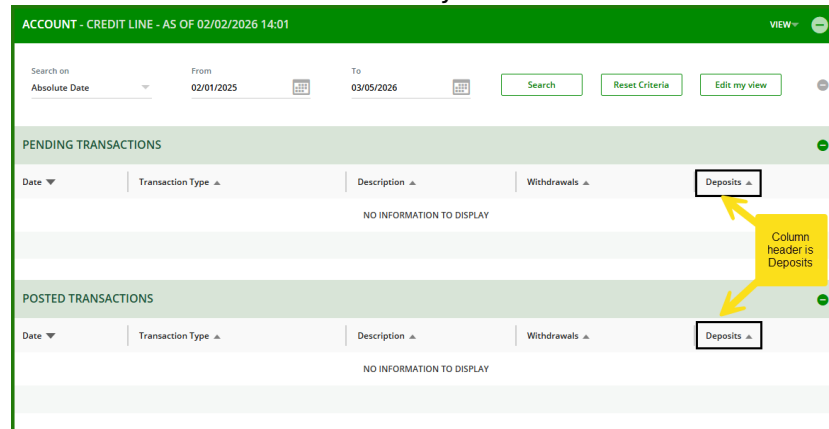 ACCOUNT - CREDIT LINE - AS OF 02/02/2026 14:01 VIEW
Search on From To
Absolute Date 02/01/2025 03/05/2026 Search Reset Criteria Edit my view
PENDING TRANSACTIONS
Date Transaction Type Description Withdrawals Deposits
NO INFORMATION TO DISPLAY
Column
header is
Deposits
POSTED TRANSACTIONS
Date Transaction Type Description Withdrawals Deposits
NO INFORMATION TO DISPLAY